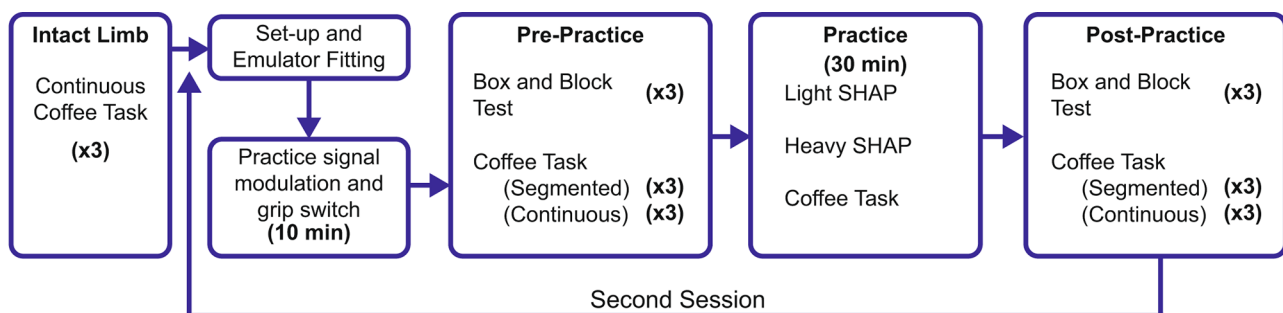 Intact Limb
Continuous
Coffee Task
(x3)
Set-up and
Emulator Fitting
Practice signal
modulation and
grip switch
(10 min)
Pre-Practice
Box and Block (x3)
Test
Coffee Task
(Segmented) (x3)
(Continuous) (x3)
Practice
(30 min)
Light SHAP
Heavy SHAP
Coffee Task
Post-Practice
Box and Block (x3)
Test
Coffee Task
(Segmented) (x3)
(Continuous) (x3)
Second Session